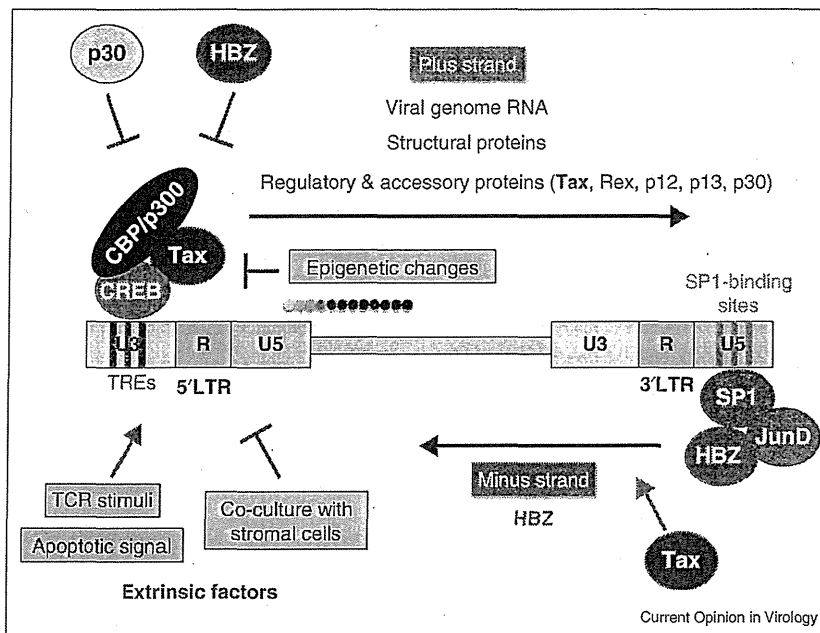 p30
HBZ
Plus strand
Viral genome RNA
Structural proteins
Regulatory & accessory proteins (Tax, Rex, p12, p13, p30)
CBP/p300
Tax
CREB
Epigenetic changes
SP1-binding
sites
U3
R
U5
U3
R
U5
TREs
5′LTR
3′LTR
SP1
JunD
HBZ
Minus strand
HBZ
TCR stimuli
Apoptotic signal
Co-culture with
stromal cells
Tax
Extrinsic factors
Current Opinion in Virology